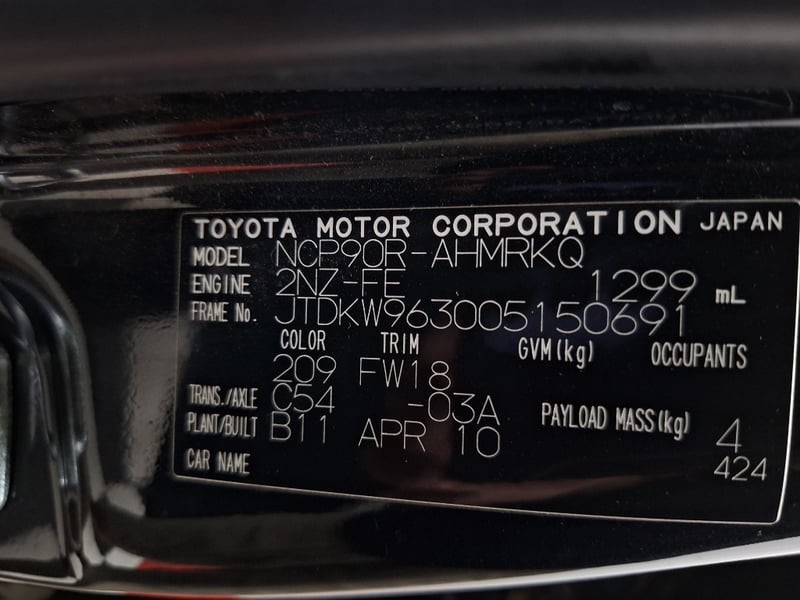 TOYOTA MOTOR CORPORATION JAPAN
MODEL NCP90R-AHMRKQ
ENGINE 2NZ-FE 1299 mL
FRAME No. JTDKW963005150691
COLOR TRIM GVM(kg) OCCUPANTS
209 FW18
TRANS./AXLE C54 -03A PAYLOAD MASS(kg) 4
PLANT/BUILT B11 APR 10 424
CAR NAME